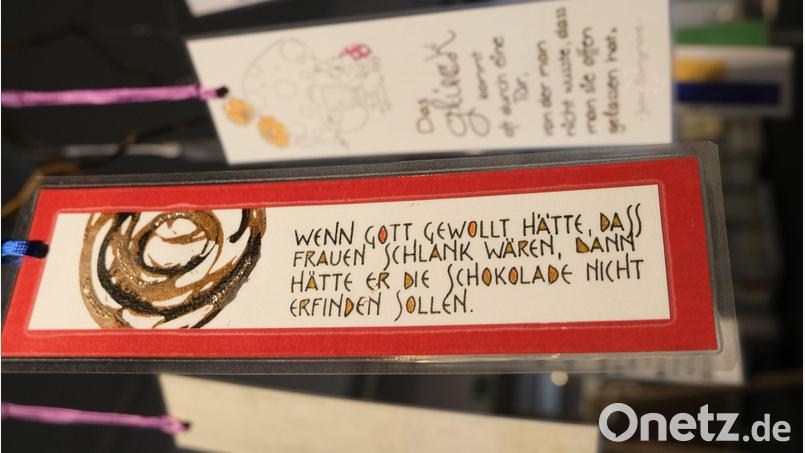 Das
Glück
kommt
oft durch eine
Tür,
von der man
nicht wusste, dass
man sie offen
gelassen hat.
WENN GOTT GEWOLLT HÄTTE, DASS
FRAUEN SCHLANK WÄREN, DANN
HÄTTE ER DIE SCHOKOLADE NICHT
ERFINDEN SOLLEN.
Onetz.de